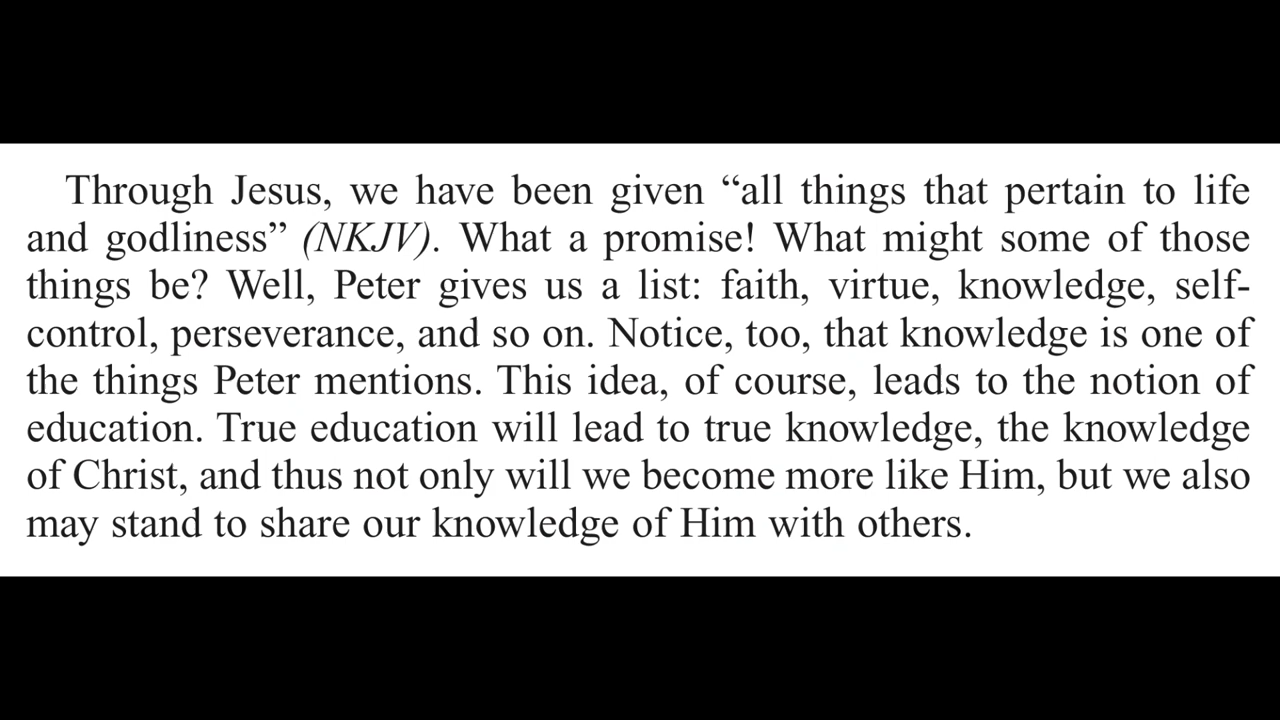 Through Jesus, we have been given “all things that pertain to life
and godliness” (NKJV). What a promise! What might some of those
things be? Well, Peter gives us a list: faith, virtue, knowledge, self-
control, perseverance, and so on. Notice, too, that knowledge is one of
the things Peter mentions. This idea, of course, leads to the notion of
education. True education will lead to true knowledge, the knowledge
of Christ, and thus not only will we become more like Him, but we also
may stand to share our knowledge of Him with others.